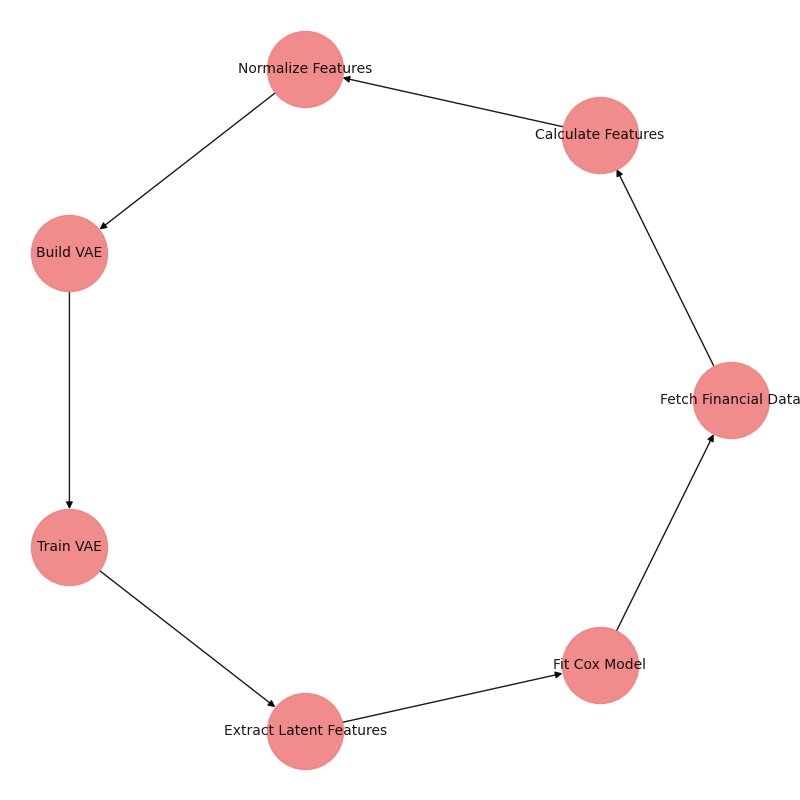 Normalize Features
Calculate Features
Build VAE
Fetch Financial Data
Train VAE
Fit Cox Model
Extract Latent Features